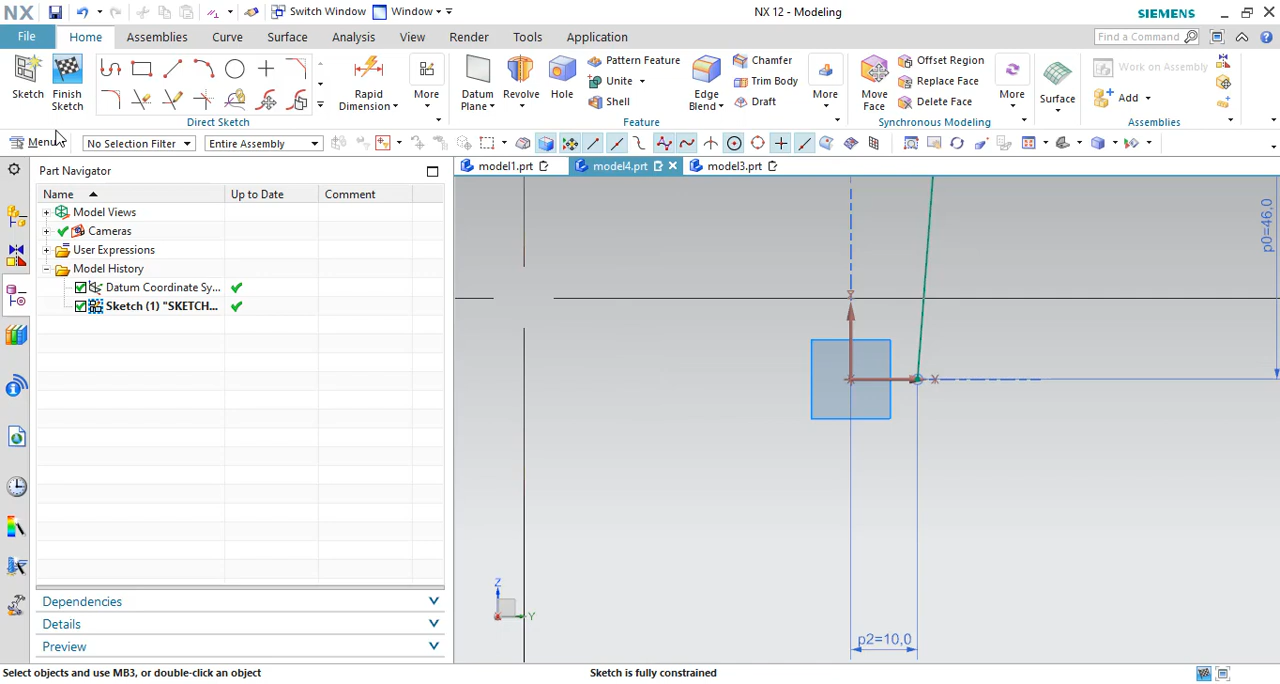 NX
Switch Window
Window
NX 12 - Modeling
SIEMENS
File
Home
Assemblies
Curve
Surface
Analysis
View
Render
Tools
Application
Find a Command
Sketch
Finish
Sketch
Rapid
Dimension
More
Direct Sketch
Datum
Plane
Revolve
Hole
Pattern Feature
Unite
Shell
Edge
Blend
Chamfer
Trim Body
Draft
More
Feature
Move
Face
Offset Region
Replace Face
Delete Face
More
Synchronous Modeling
Surface
Work on Assembly
Add
Assemblies
Menu
No Selection Filter
Entire Assembly
Part Navigator
model1.prt
model4.prt
model3.prt
Name
Up to Date
Comment
Model Views
Cameras
User Expressions
Model History
Datum Coordinate Sy...
Sketch (1) "SKETCH...
p0=46,0
Y
X
Z
Y
p2=10,0
Dependencies
Details
Preview
Select objects and use MB3, or double-click an object
Sketch is fully constrained